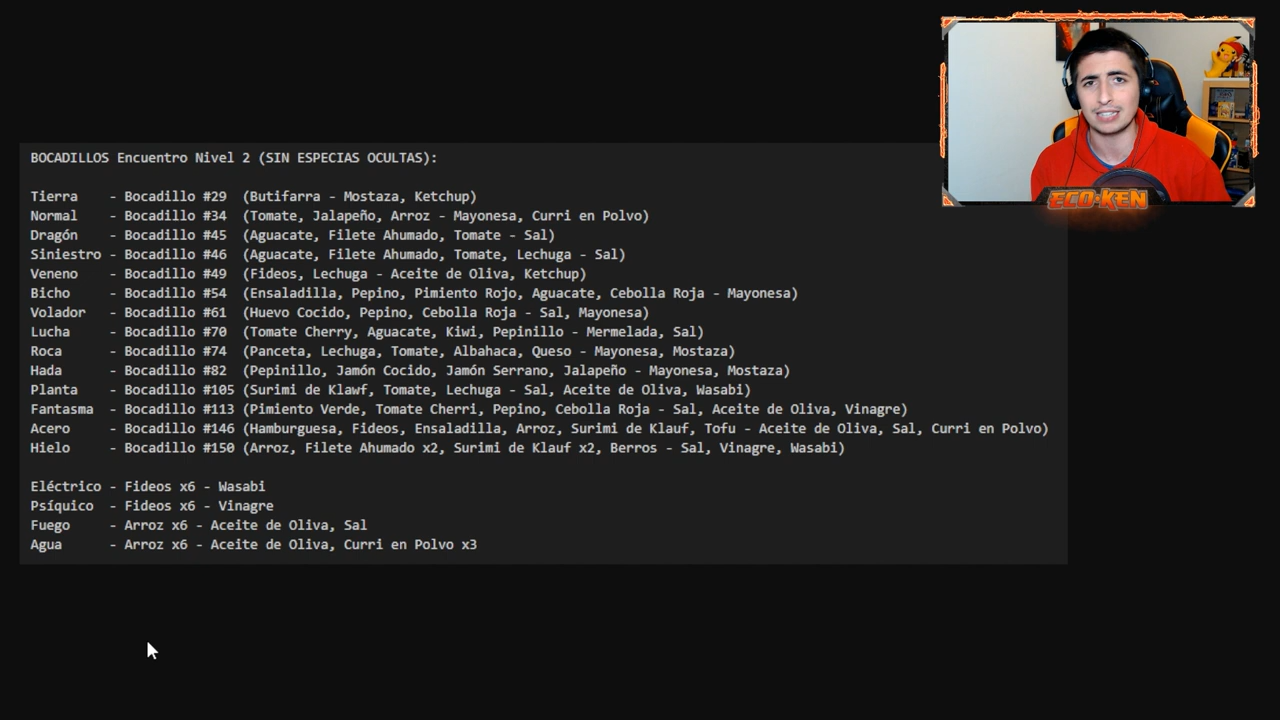 BOCADILLOS Encuentro Nivel 2 (SIN ESPECIAS OCULTAS):
Tierra - Bocadillo #29 (Butifarra - Mostaza, Ketchup)
Normal - Bocadillo #34 (Tomate, Jalapeño, Arroz - Mayonesa, Curri en Polvo)
Dragón - Bocadillo #45 (Aguacate, Filete Ahumado, Tomate - Sal)
Siniestro - Bocadillo #46 (Aguacate, Filete Ahumado, Tomate, Lechuga - Sal)
Veneno - Bocadillo #49 (Fideos, Lechuga - Aceite de Oliva, Ketchup)
Bicho - Bocadillo #54 (Ensaladilla, Pepino, Pimiento Rojo, Aguacate, Cebolla Roja - Mayonesa)
Volador - Bocadillo #61 (Huevo Cocido, Pepino, Cebolla Roja - Sal, Mayonesa)
Lucha - Bocadillo #70 (Tomate Cherry, Aguacate, Kiwi, Pepinillo - Mermelada, Sal)
Roca - Bocadillo #74 (Panceta, Lechuga, Tomate, Albahaca, Queso - Mayonesa, Mostaza)
Hada - Bocadillo #82 (Pepinillo, Jamón Cocido, Jamón Serrano, Jalapeño - Mayonesa, Mostaza)
Planta - Bocadillo #105 (Surimi de Klawf, Tomate, Lechuga - Sal, Aceite de Oliva, Wasabi)
Fantasma - Bocadillo #113 (Pimiento Verde, Tomate Cherri, Pepino, Cebolla Roja - Sal, Aceite de Oliva, Vinagre)
Acero - Bocadillo #146 (Hamburguesa, Fideos, Ensaladilla, Arroz, Surimi de Klauf, Tofu - Aceite de Oliva, Sal, Curri en Polvo)
Hielo - Bocadillo #150 (Arroz, Filete Ahumado x2, Surimi de Klauf x2, Berros - Sal, Vinagre, Wasabi)
Eléctrico - Fideos x6 - Wasabi
Psíquico - Fideos x6 - Vinagre
Fuego - Arroz x6 - Aceite de Oliva, Sal
Agua - Arroz x6 - Aceite de Oliva, Curri en Polvo x3
ECO-KEN